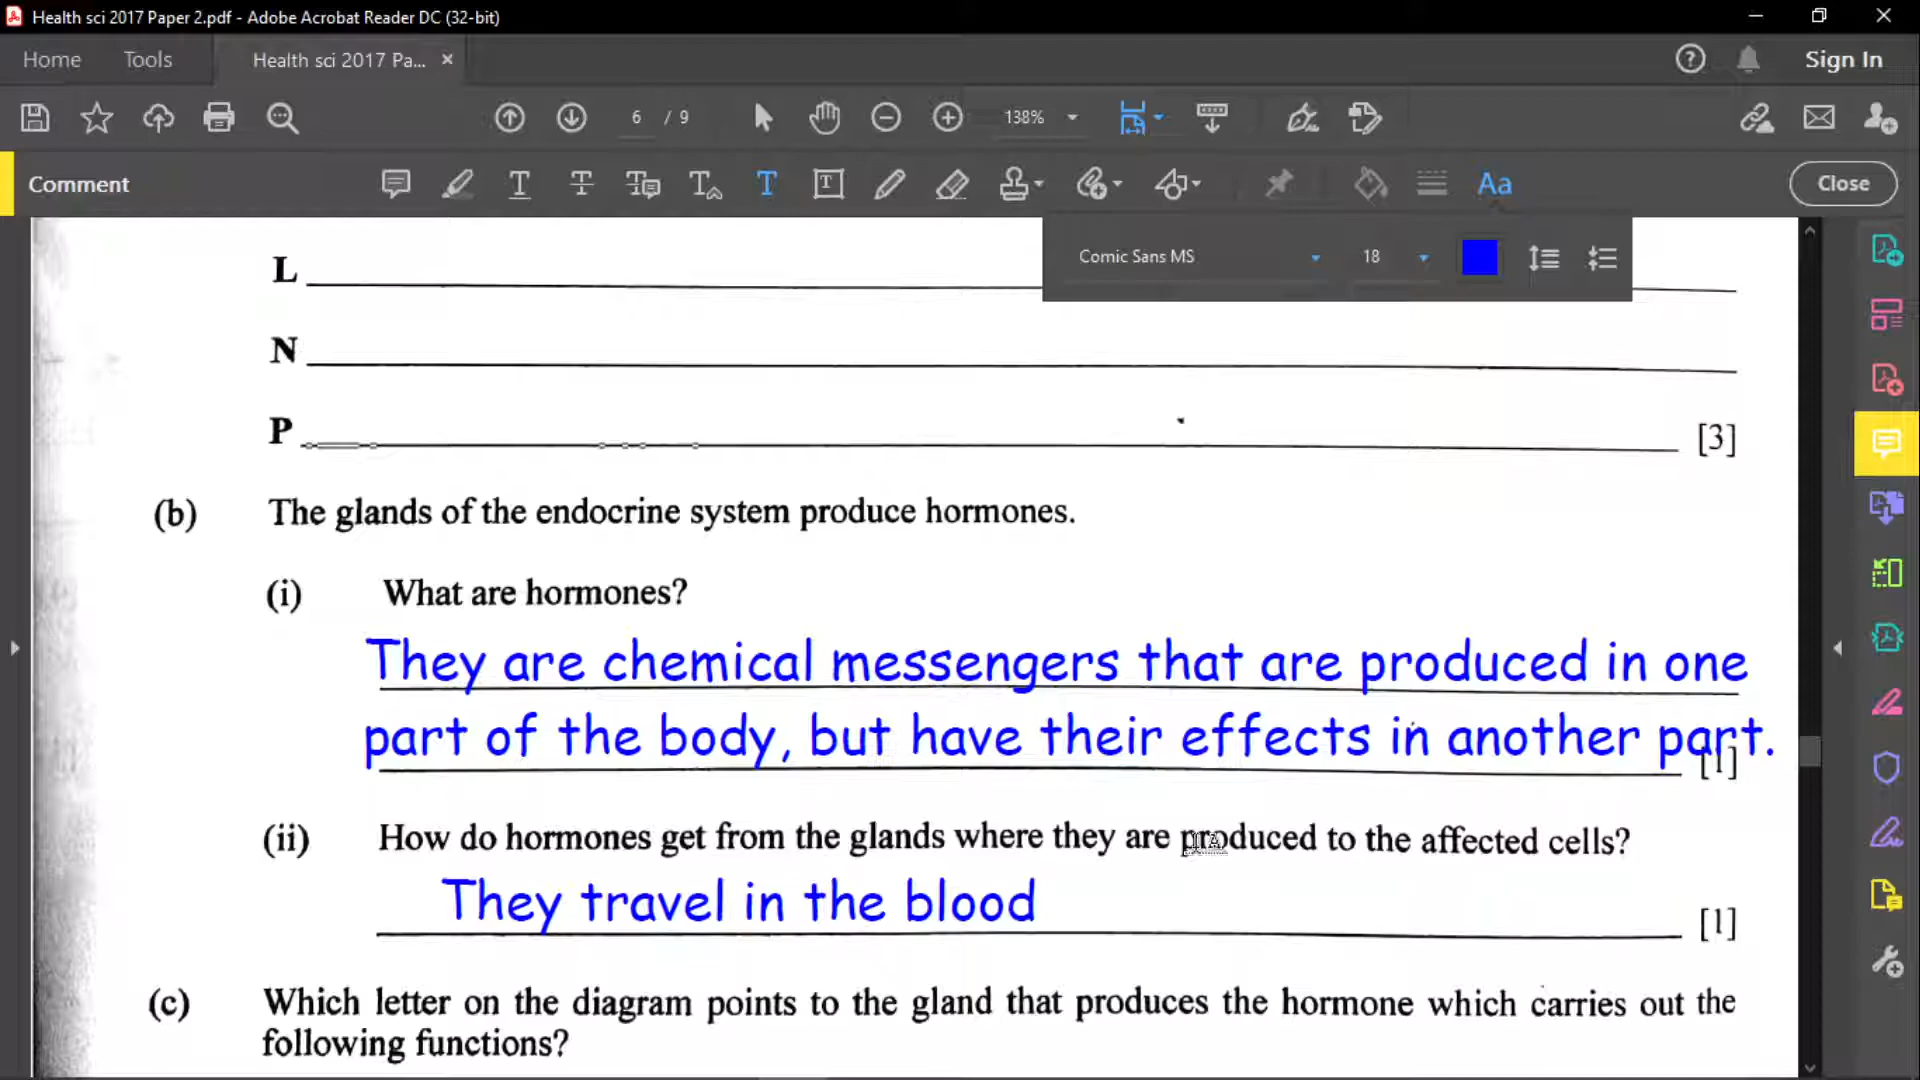 Health sci 2017 Paper 2.pdf - Adobe Acrobat Reader DC (32-bit)
Home
Tools
Health sci 2017 Pa...
Sign In
6 / 9
138%
Comment
Close
Comic Sans MS
18
L
N
P
[3]
(b) The glands of the endocrine system produce hormones.
(i) What are hormones?
They are chemical messengers that are produced in one
part of the body, but have their effects in another part.
[1]
(ii) How do hormones get from the glands where they are produced to the affected cells?
They travel in the blood
[1]
(c) Which letter on the diagram points to the gland that produces the hormone which carries out the
following functions?